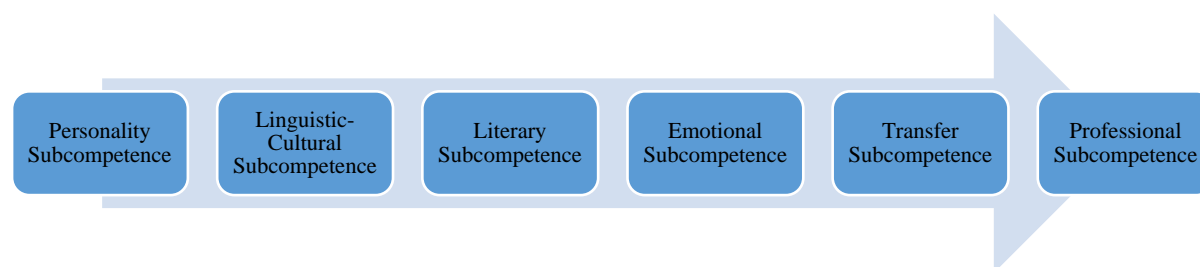 Personality
Subcompetence
Linguistic-
Cultural
Subcompetence
Literary
Subcompetence
Emotional
Subcompetence
Transfer
Subcompetence
Professional
Subcompetence